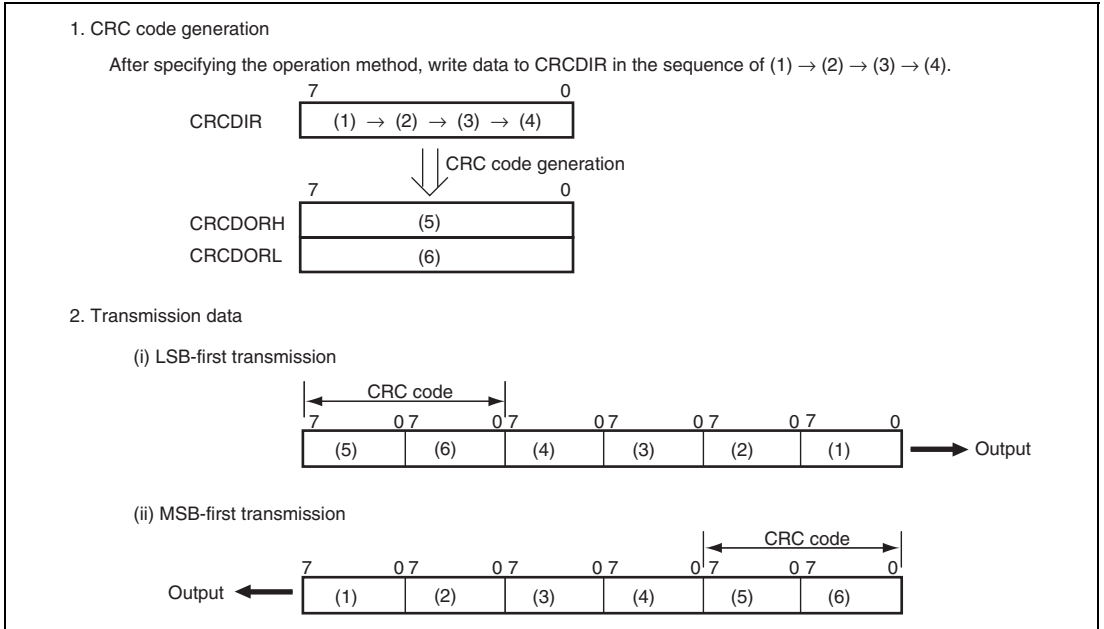 1. CRC code generation
After specifying the operation method, write data to CRCDIR in the sequence of (1) → (2) → (3) → (4).
7 0
CRCDIR (1) → (2) → (3) → (4)
CRC code generation
7 0
CRCDORH (5)
CRCDORL (6)
2. Transmission data
(i) LSB-first transmission
CRC code
7 0 7 0 7 0 7 0 7 0 7 0
(5) (6) (4) (3) (2) (1) Output
(ii) MSB-first transmission
CRC code
7 0 7 0 7 0 7 0 7 0 7 0
Output (1) (2) (3) (4) (5) (6)